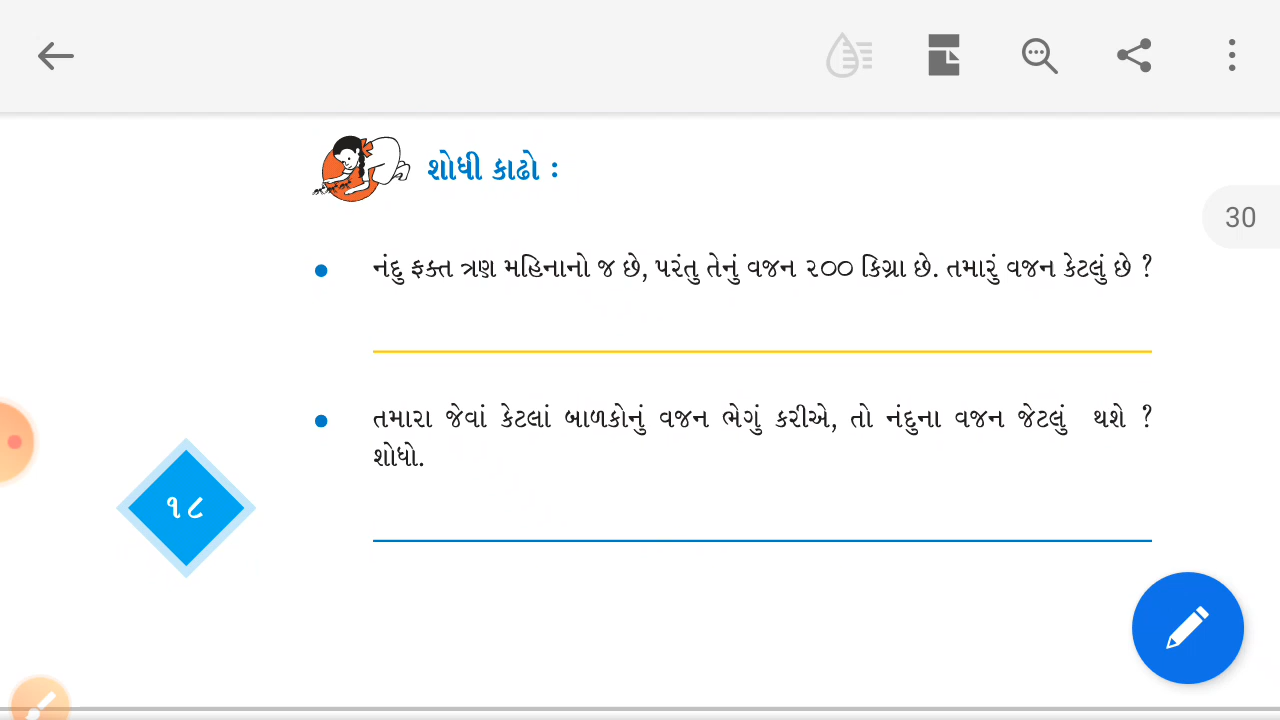 30
શોધી કાઢો :
નંદુ ફક્ત ત્રણ મહિનાનો જ છે, પરંતુ તેનું વજન ૨૦૦ કિગ્રા છે. તમારું વજન કેટલું છે ?
તમારા જેવાં કેટલાં બાળકોનું વજન ભેગું કરીએ, તો નંદુના વજન જેટલું થશે ?
શોધો.
૧૮